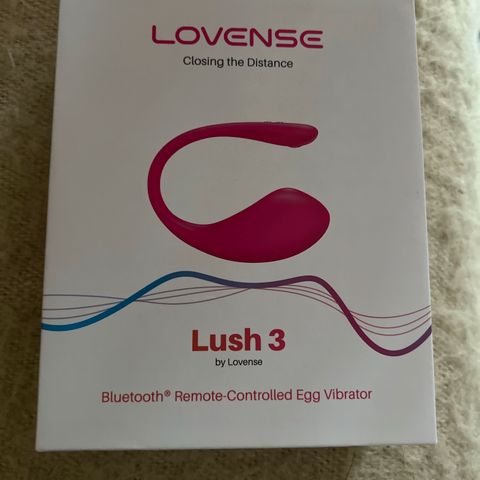 LOVENSE
Closing the Distance
Lush 3
by Lovense
Bluetooth® Remote-Controlled Egg Vibrator